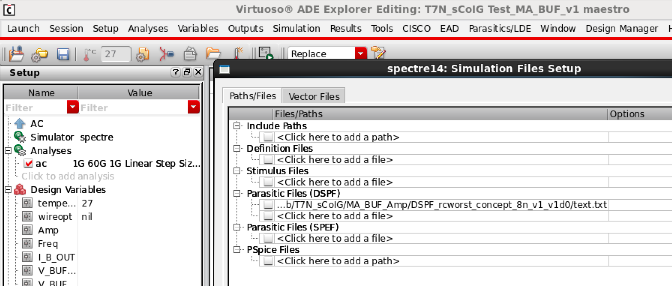 Virtuoso® ADE Explorer Editing: T7N_sCoIG Test_MA_BUF_v1 maestro
Launch Session Setup Analyses Variables Outputs Simulation Results Tools CISCO EAD Parasitics/LDE Window Design Manager
27 Replace
Setup
spectre14: Simulation Files Setup
Name Value
Filter Filter
AC
Simulator spectre
Analyses
ac 1G 60G 1G Linear Step Siz...
Click to add analysis
Design Variables
tempe... 27
wireopt nil
Amp
Freq
I_B_OUT
V_BUF...
V_BUF
Paths/Files Vector Files
Files/Paths Options
Include Paths
<Click here to add a path>
Definition Files
<Click here to add a file>
Stimulus Files
<Click here to add a file>
Parasitic Files (DSPF)
...b/T7N_sCoIG/MA_BUF_Amp/DSPF_rcworst_concept_8n_v1_v1d0/text.txt
<Click here to add a file>
Parasitic Files (SPEF)
<Click here to add a file>
PSpice Files
<Click here to add a path>